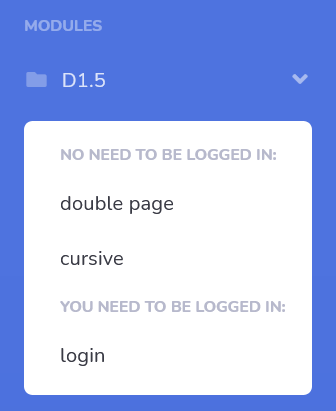 MODULES
D1.5
NO NEED TO BE LOGGED IN:
double page
cursive
YOU NEED TO BE LOGGED IN:
login